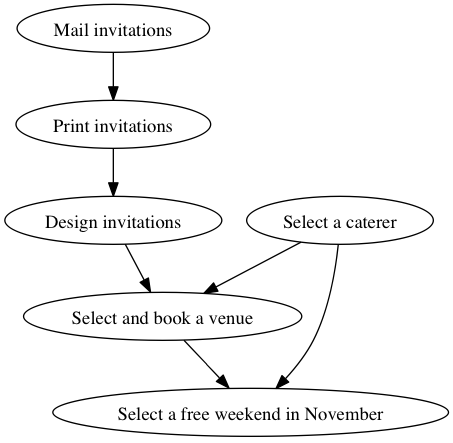 Mail invitations
Print invitations
Design invitations
Select a caterer
Select and book a venue
Select a free weekend in November